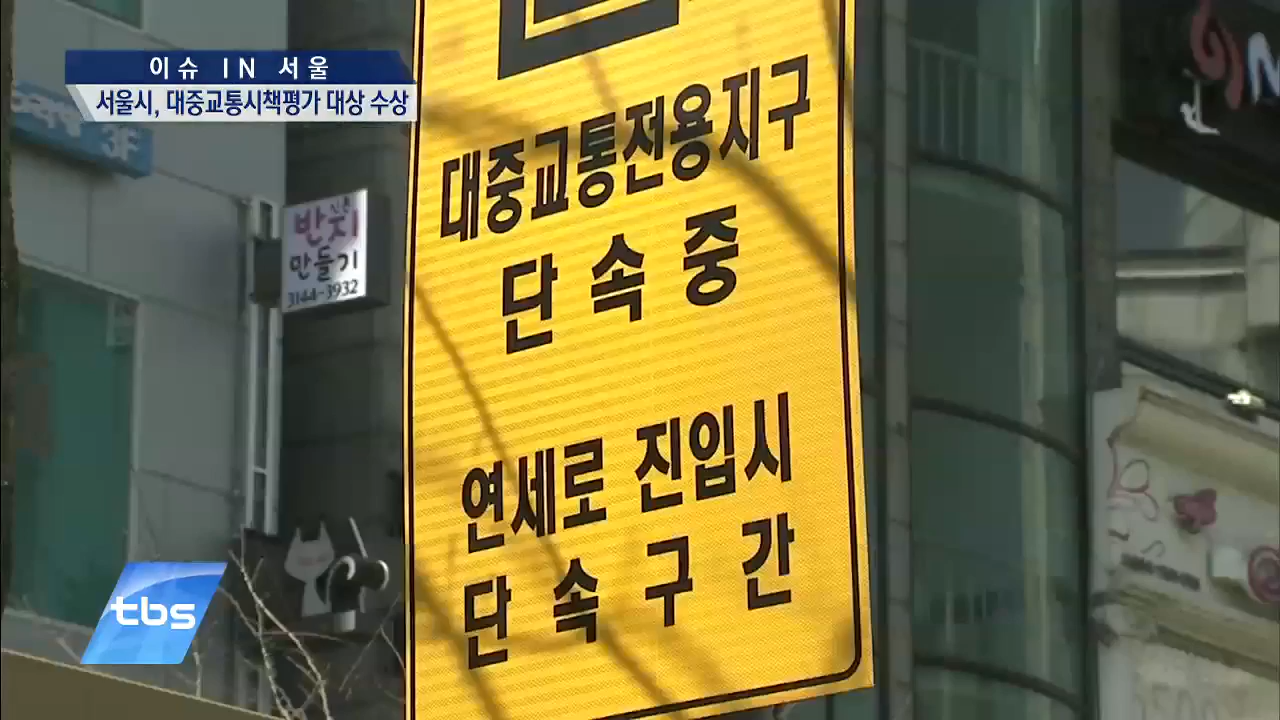 이슈 IN 서울
서울시, 대중교통시책평가 대상 수상
3F
반지
만들기
3144-3932
대중교통전용지구
단속중
연세로 진입시
단속구간
tbs